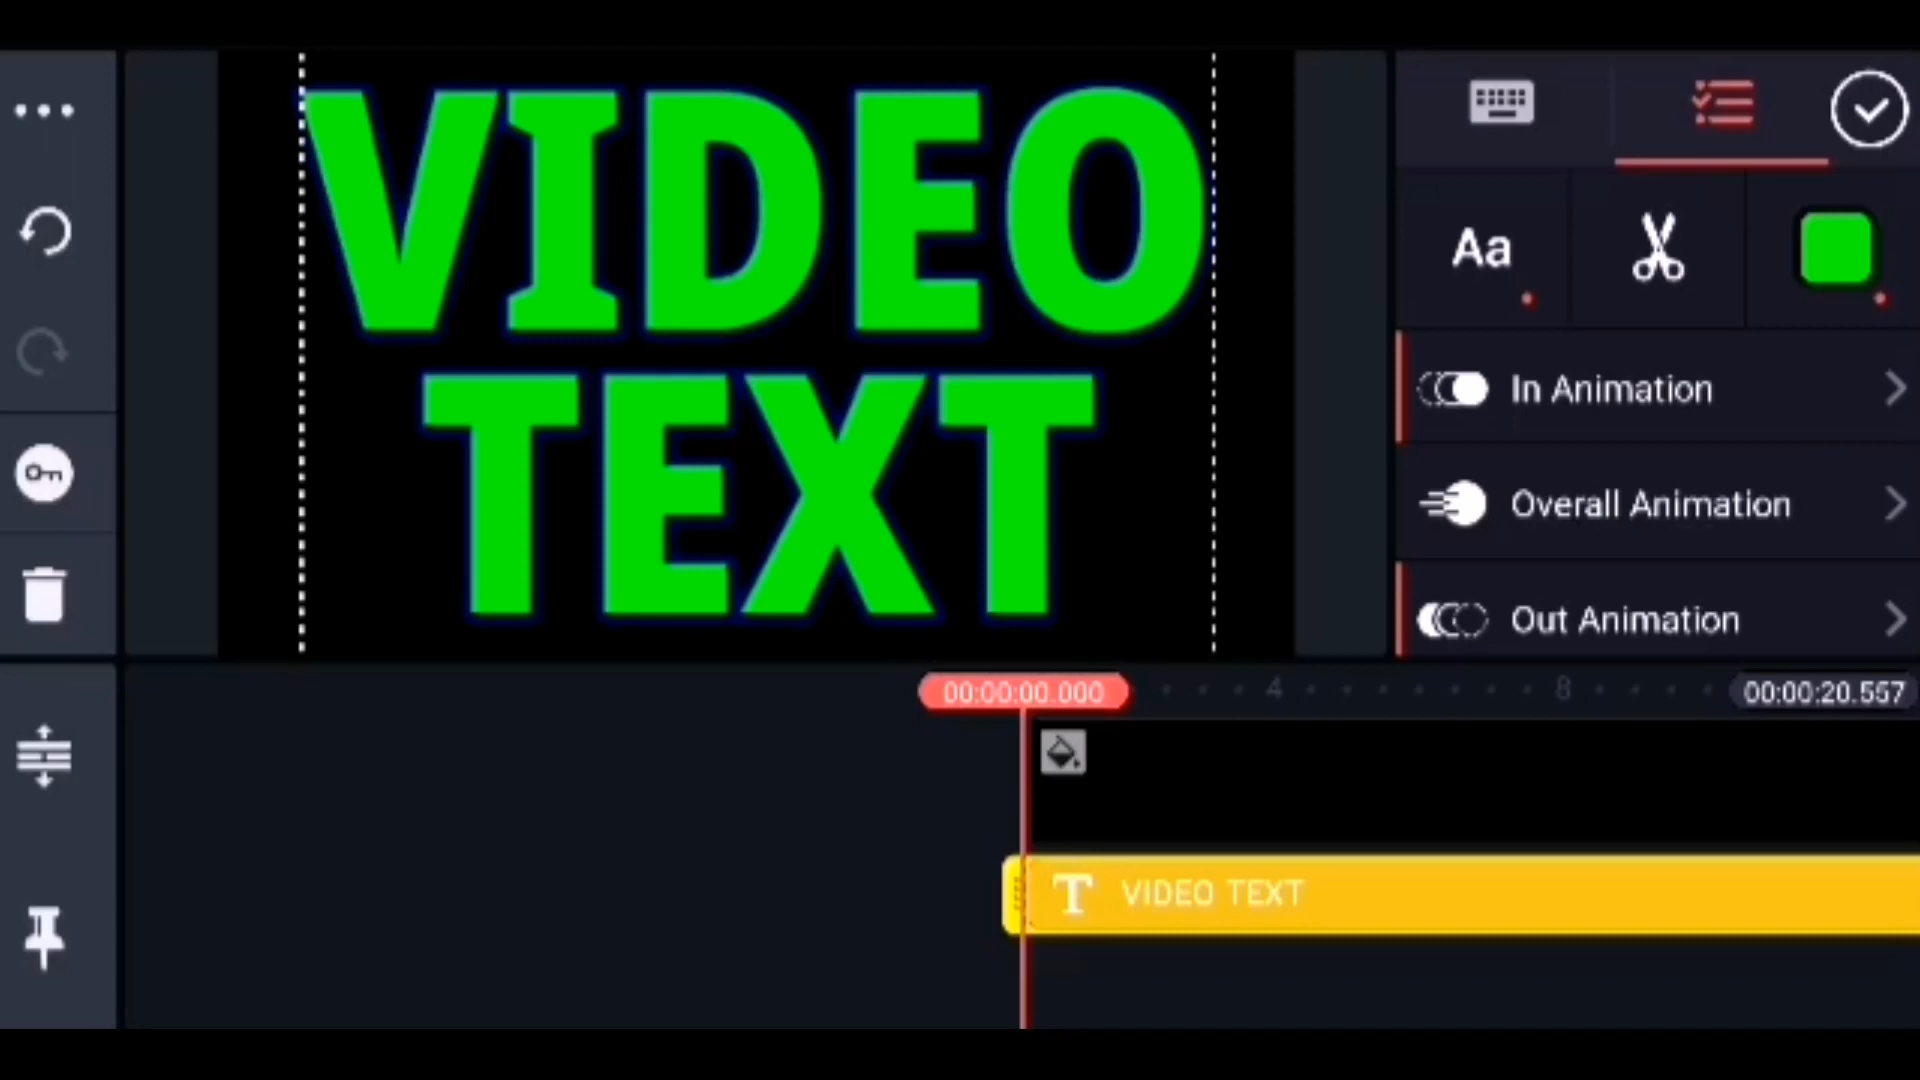 VIDEO
TEXT
Aa
In Animation
Overall Animation
Out Animation
00:00:00.000
4
8
00:00:20.557
T VIDEO TEXT